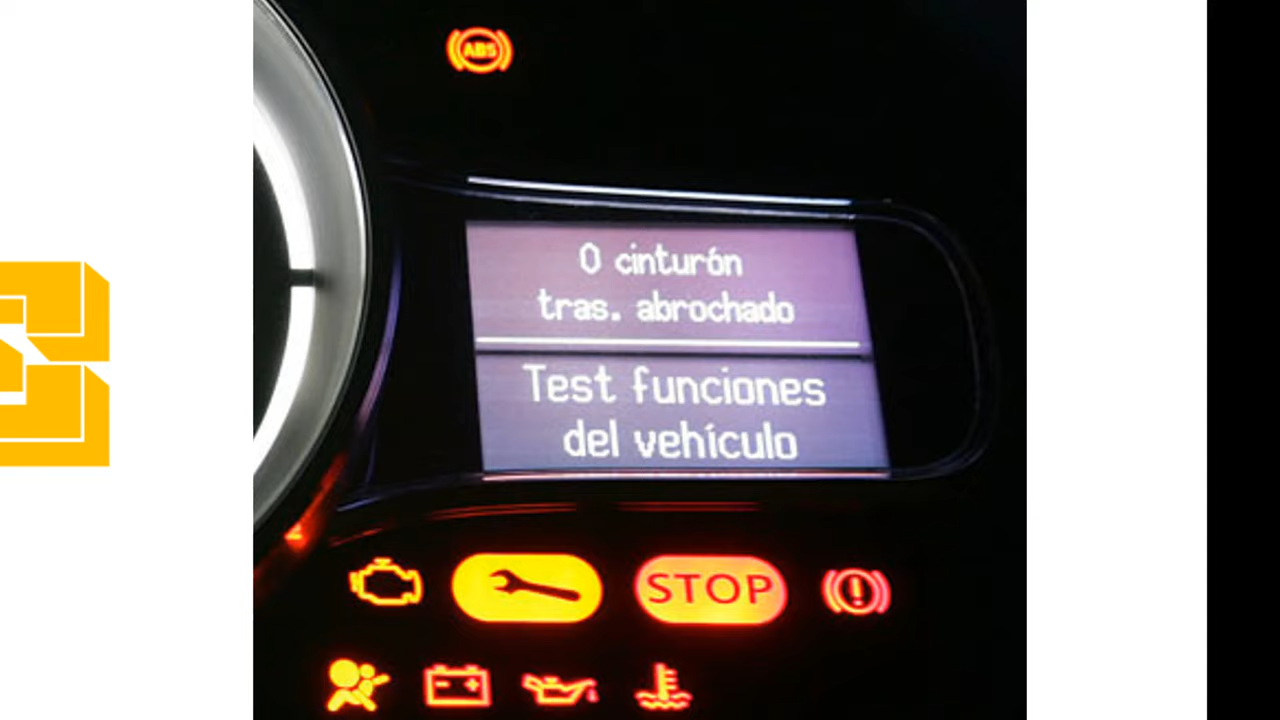 ABS
0 cinturón
tras. abrochado
Test funciones
del vehículo
STOP